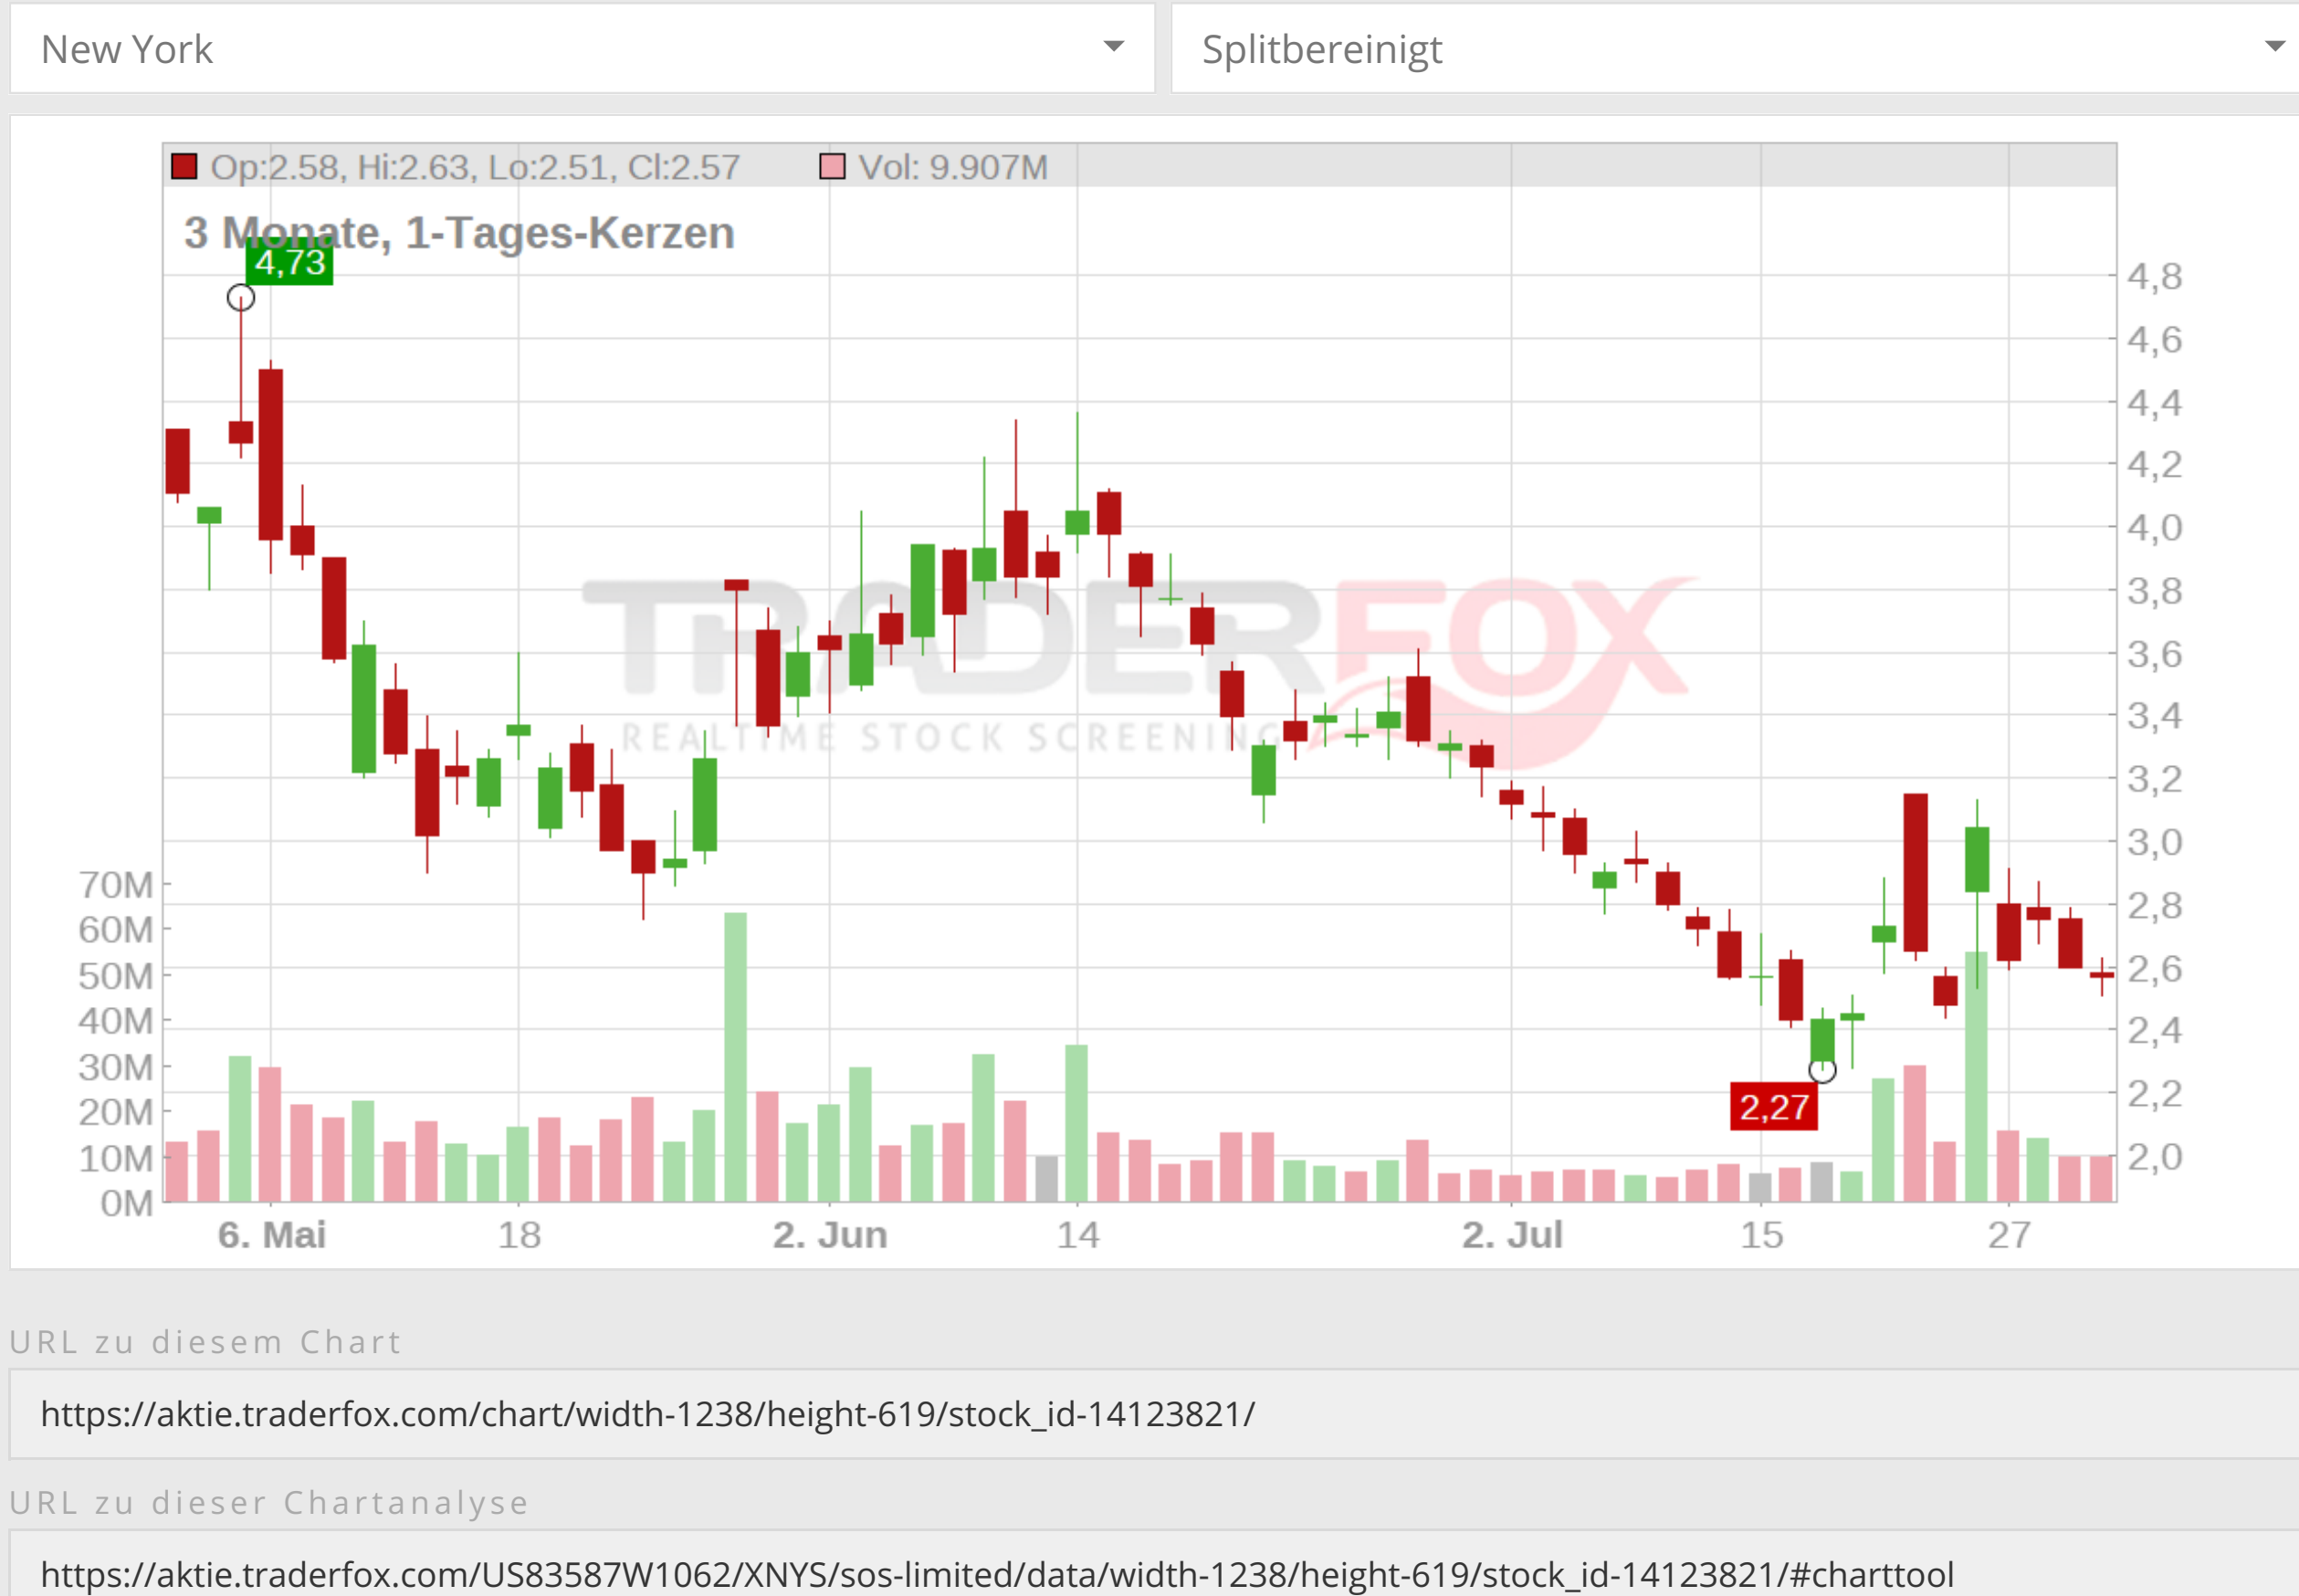 New York
Splitbereinigt
Op:2.58, Hi:2.63, Lo:2.51, Cl:2.57
Vol: 9.907M
3 Monate, 1-Tages-Kerzen
4,73
4,8
4,6
4,4
4,2
4,0
3,8
TRADERFOX
3,6
REALTIME STOCK SCREENING
3,4
3,2
3,0
70M
2,8
60M
50M
2,6
40M
2,4
30M
2,27
20M
2,2
10M
2,0
0M
6. Mai
18
2. Jun
14
2. Jul
15
27
URL zu diesem Chart
https://aktie.traderfox.com/chart/width-1238/height-619/stock_id-14123821/
URL zu dieser Chartanalyse
https://aktie.traderfox.com/US83587W1062/XNYS/sos-limited/data/width-1238/height-619/stock_id-14123821/#charttool